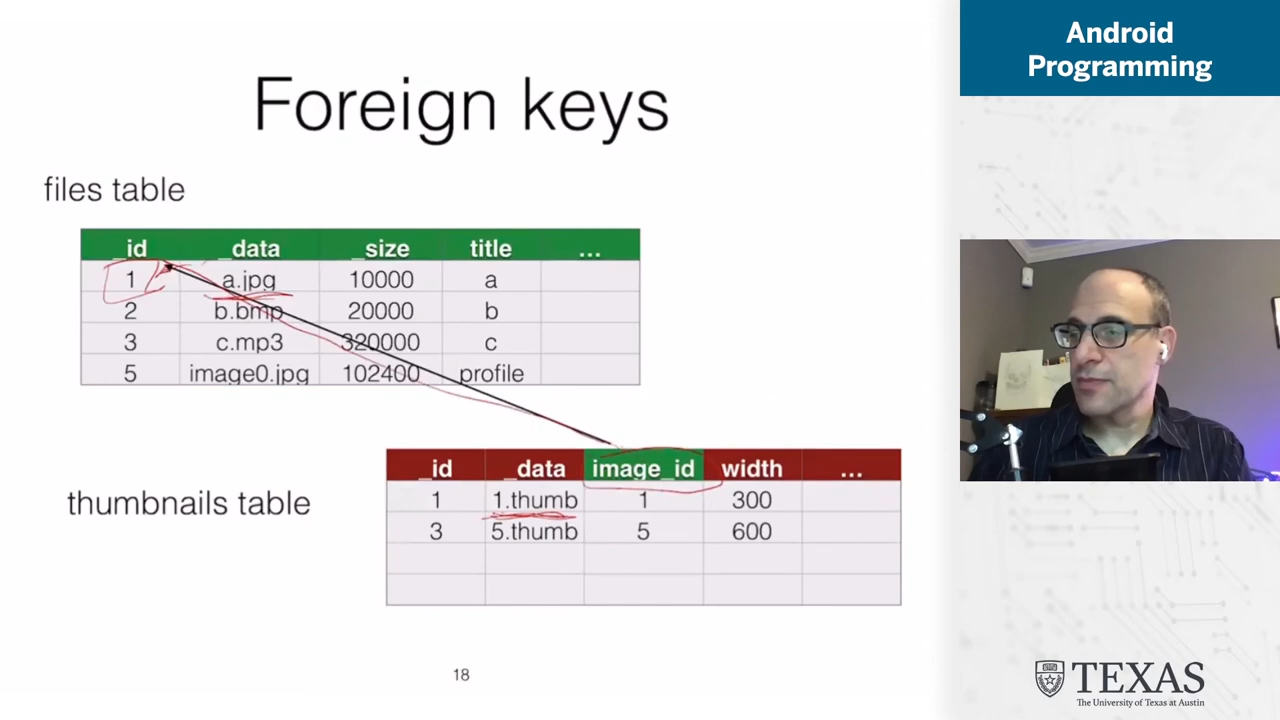 Android
Programming
Foreign keys
files table
_id _data _size title ...
1 a.jpg 10000 a
2 b.bmp 20000 b
3 c.mp3 320000 c
5 image0.jpg 102400 profile
thumbnails table
_id _data image_id width ...
1 1.thumb 1 300
3 5.thumb 5 600
18
TEXAS
The University of Texas at Austin